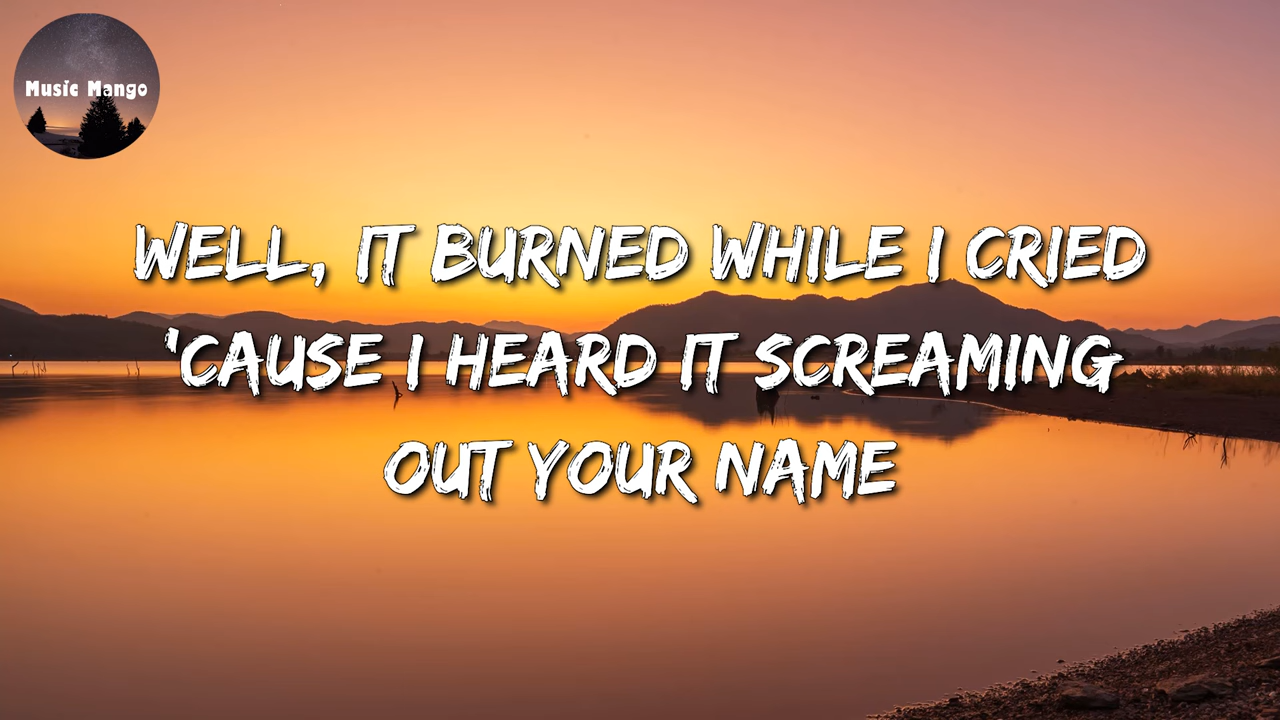 Music Mango
WELL, IT BURNED WHILE I CRIED
'CAUSE I HEARD IT SCREAMING
OUT YOUR NAME